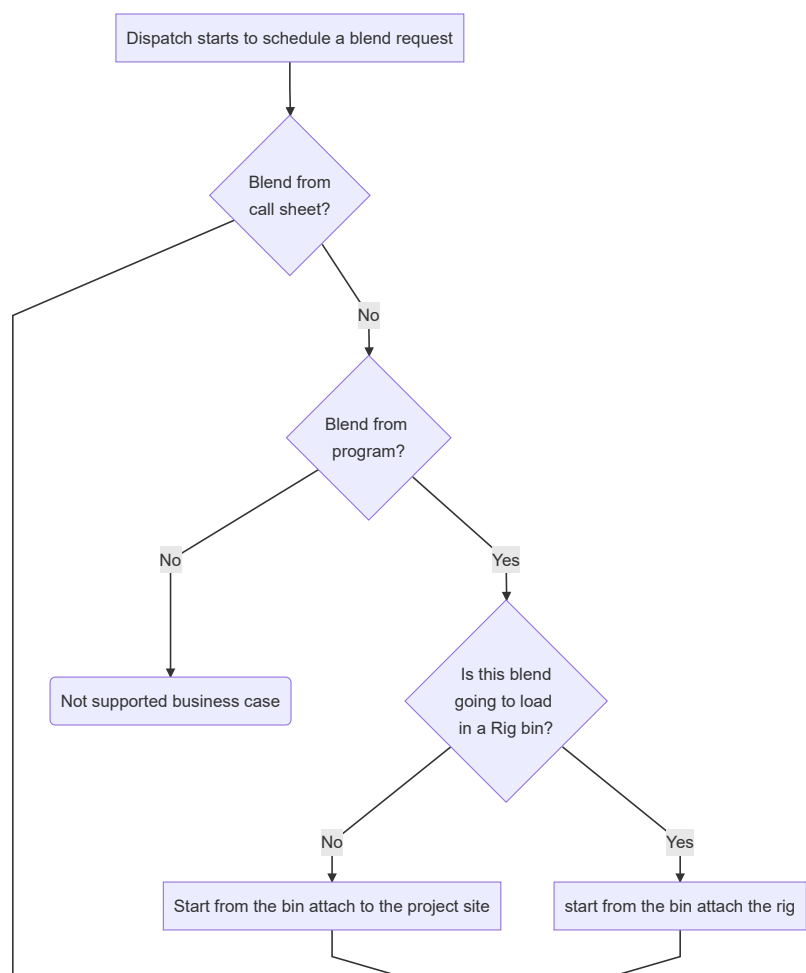 Dispatch starts to schedule a blend request
Blend from
call sheet?
No
Blend from
program?
No
Yes
Is this blend
going to load
in a Rig bin?
Not supported business case
No
Yes
Start from the bin attach to the project site
start from the bin attach the rig